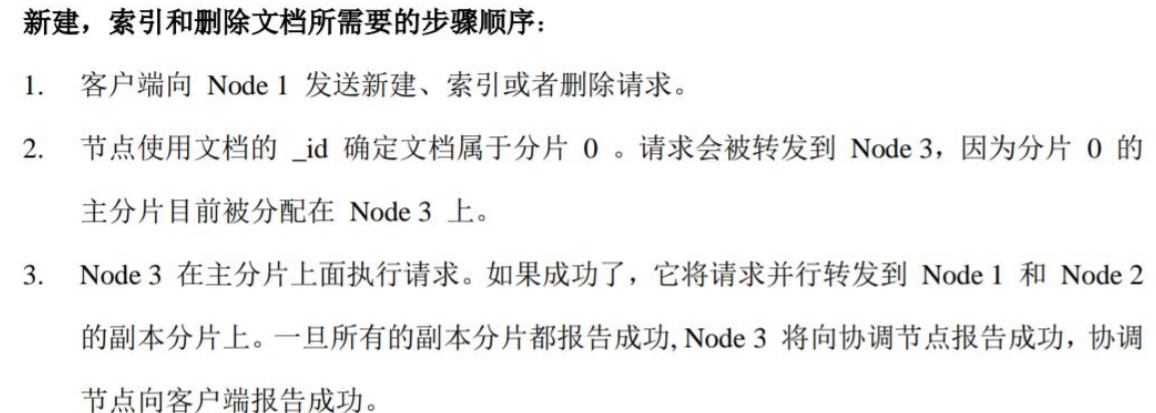 新建，索引和删除文档所需要的步骤顺序：
1. 客户端向 Node 1 发送新建、索引或者删除请求。
2. 节点使用文档的 _id 确定文档属于分片 0 。请求会被转发到 Node 3，因为分片 0 的
主分片目前被分配在 Node 3 上。
3. Node 3 在主分片上面执行请求。如果成功了，它将请求并行转发到 Node 1 和 Node 2
的副本分片上。一旦所有的副本分片都报告成功, Node 3 将向协调节点报告成功，协调
节点向客户端报告成功。